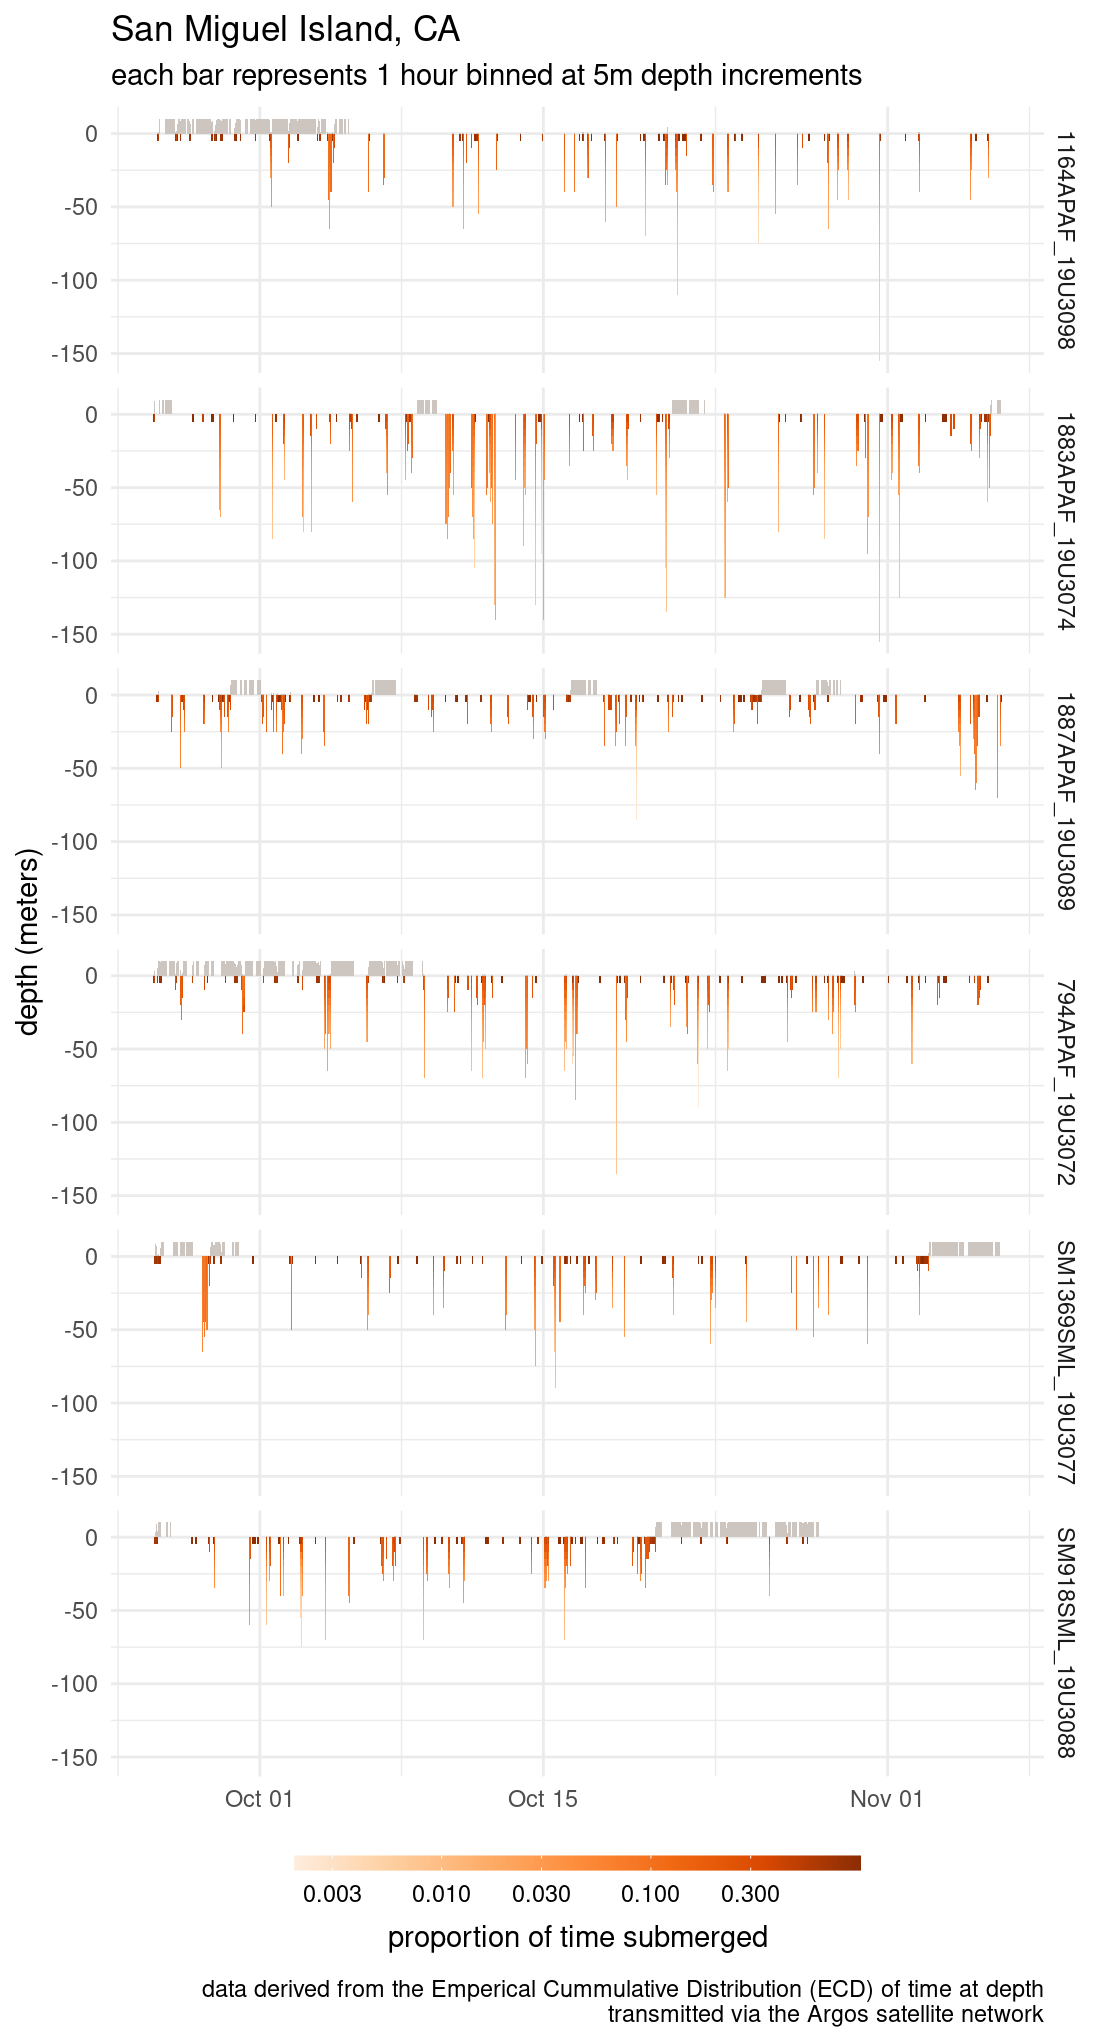 San Miguel Island, CA
each bar represents 1 hour binned at 5m depth increments
depth (meters)
0
-50
-100
-150
1164APAF_19U3098
0
-50
-100
-150
1883APAF_19U3074
0
-50
-100
-150
1887APAF_19U3089
0
-50
-100
-150
794APAF_19U3072
0
-50
-100
-150
SM1369SML_19U3077
0
-50
-100
-150
SM918SML_19U3088
Oct 01 Oct 15 Nov 01
0.003 0.010 0.030 0.100 0.300
proportion of time submerged
data derived from the Emperical Cummulative Distribution (ECD) of time at depth
transmitted via the Argos satellite network